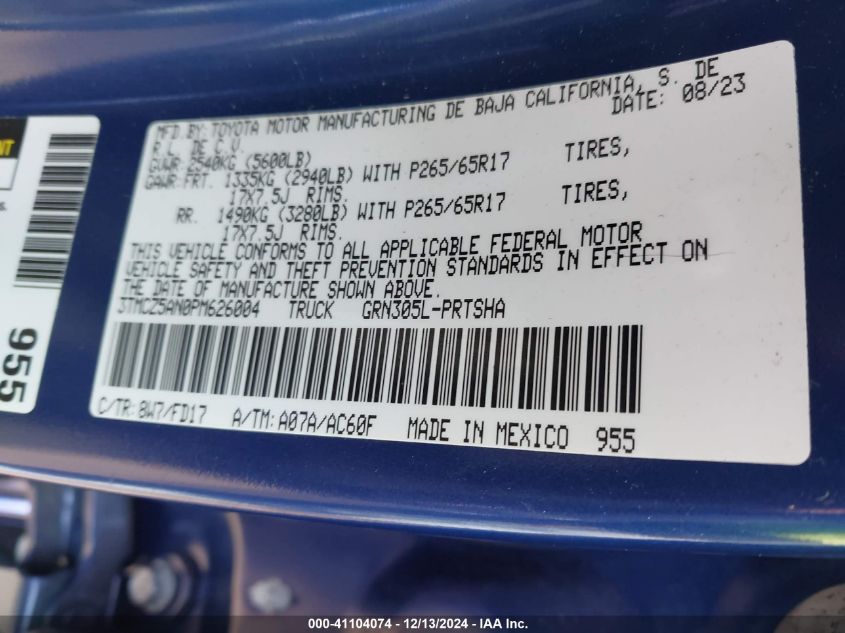 MFD.BY:TOYOTA MOTOR MANUFACTURING DE BAJA CALIFORNIA, S. DE
R.L. DE C.V.
DATE: 08/23
GVWR:2540KG (5600LB)
GAWR:FRT. 1335KG (2940LB) WITH P265/65R17 TIRES,
17X7.5J RIMS.
RR. 1490KG (3280LB) WITH P265/65R17 TIRES,
17X7.5J RIMS.
THIS VEHICLE CONFORMS TO ALL APPLICABLE FEDERAL MOTOR
VEHICLE SAFETY AND THEFT PREVENTION STANDARDS IN EFFECT ON
THE DATE OF MANUFACTURE SHOWN ABOVE.
3TMCZ5AN0PM626004 TRUCK GRN305L-PRTSHA
C/TR:8W7/FD17 A/TM:A07A/AC60F MADE IN MEXICO 955
955
000-41104074 - 12/13/2024 - IAA Inc.